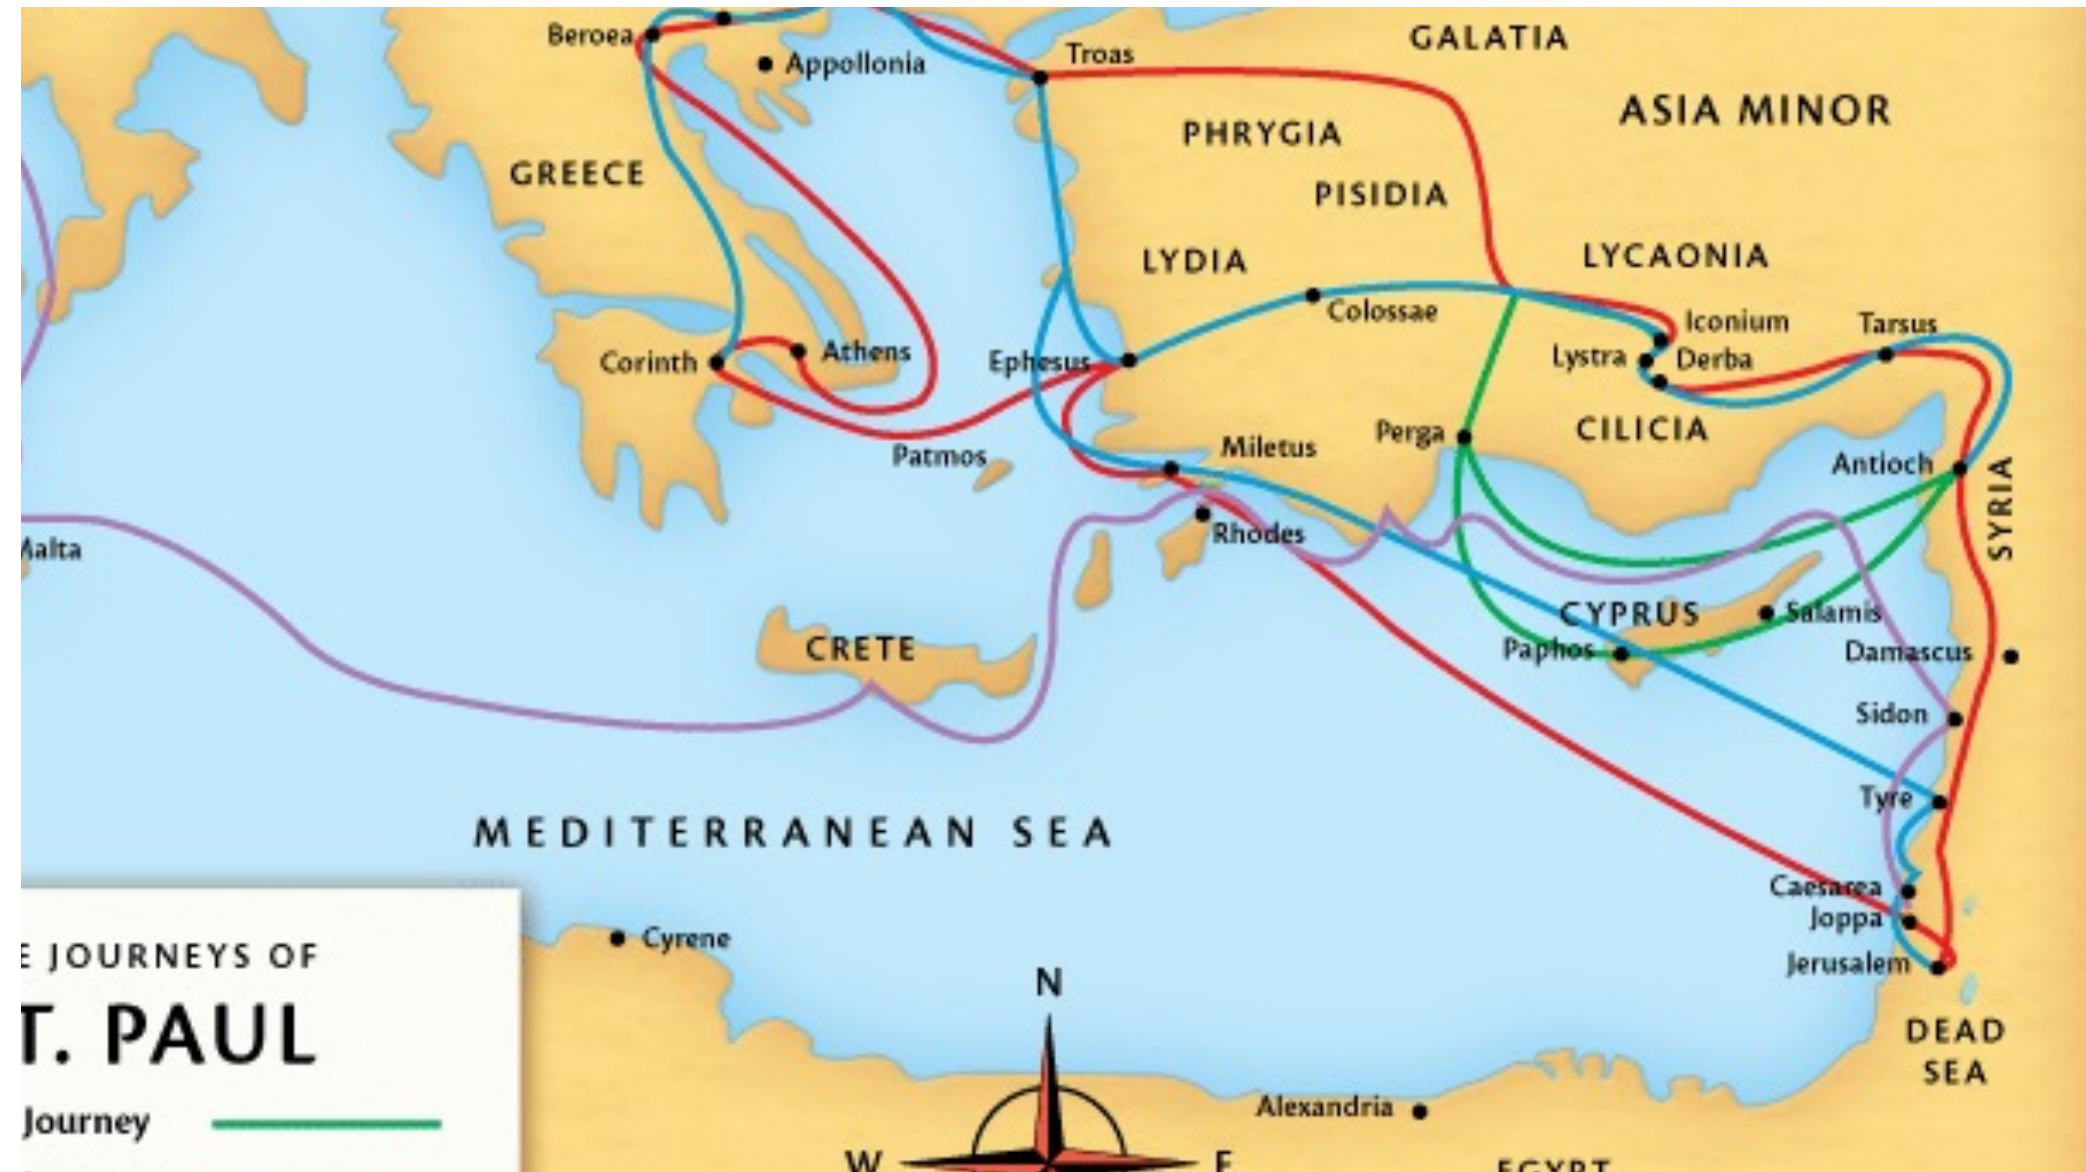 Beroea
Appollonia
Troas
GALATIA
ASIA MINOR
PHRYGIA
GREECE
PISIDIA
LYDIA
LYCAONIA
Colossae
Iconium
Tarsus
Corinth
Athens
Ephesus
Lystra
Derba
Patmos
Miletus
Perga
CILICIA
Antioch
SYRIA
Malta
Rhodes
CRETE
CYPRUS
Salamis
Paphos
Damascus
Sidon
Tyre
MEDITERRANEAN SEA
Caesarea
Joppa
Cyrene
Jerusalem
E JOURNEYS OF
T. PAUL
Journey
N
W
E
DEAD
SEA
Alexandria
EGYPT